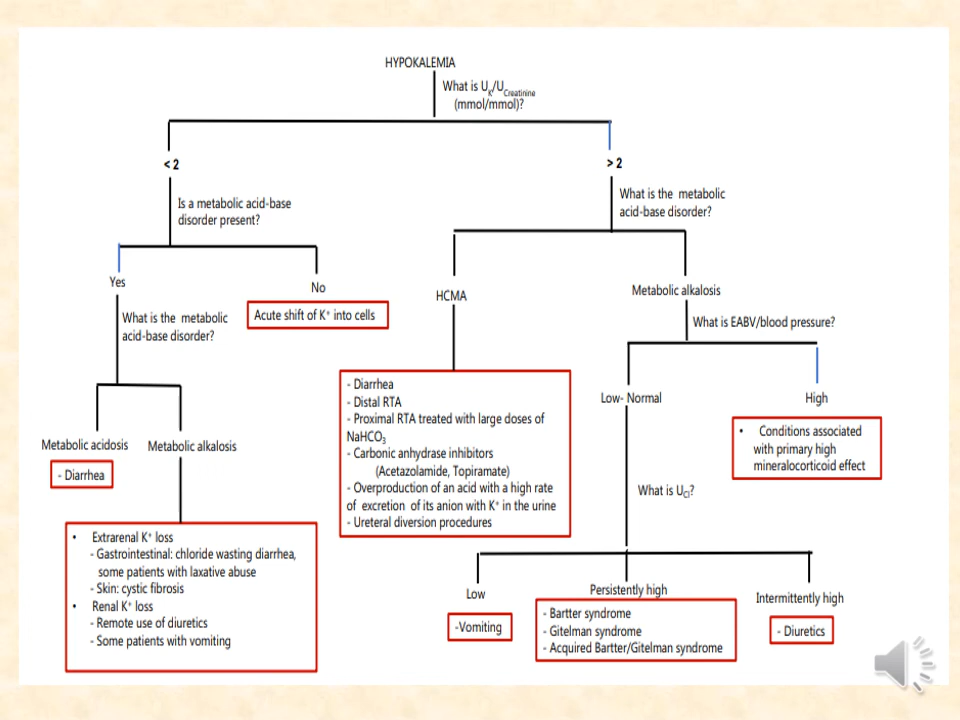 HYPOKALEMIA
What is UK/UCreatinine
(mmol/mmol)?
< 2
> 2
Is a metabolic acid-base
disorder present?
What is the metabolic
acid-base disorder?
Yes
No
Acute shift of K+ into cells
HCMA
Metabolic alkalosis
What is the metabolic
acid-base disorder?
What is EABV/blood pressure?
Metabolic acidosis
- Diarrhea
Metabolic alkalosis
- Diarrhea
- Distal RTA
- Proximal RTA treated with large doses of
NaHCO3
- Carbonic anhydrase inhibitors
(Acetazolamide, Topiramate)
- Overproduction of an acid with a high rate
of excretion of its anion with K+ in the urine
- Ureteral diversion procedures
Low- Normal
High
• Conditions associated
with primary high
mineralocorticoid effect
What is UCl?
• Extrarenal K+ loss
- Gastrointestinal: chloride wasting diarrhea,
some patients with laxative abuse
- Skin: cystic fibrosis
• Renal K+ loss
- Remote use of diuretics
- Some patients with vomiting
Low
-Vomiting
Persistently high
- Bartter syndrome
- Gitelman syndrome
- Acquired Bartter/Gitelman syndrome
Intermittently high
- Diuretics